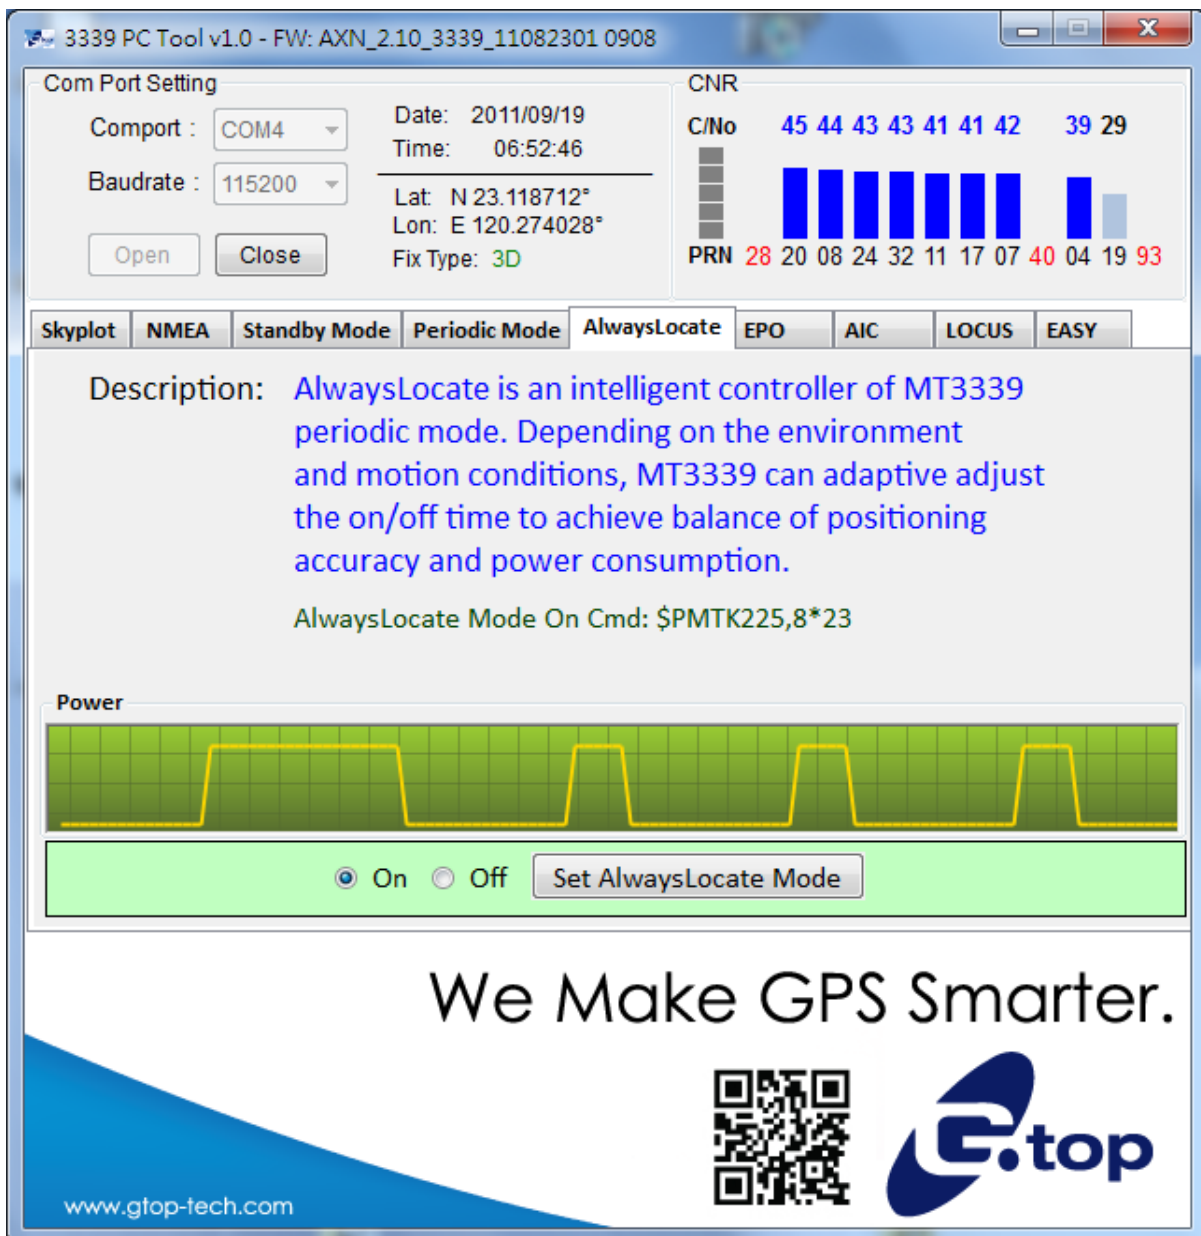 3339 PC Tool v1.0 - FW: AXN_2.10_3339_11082301 0908
Com Port Setting
Comport :
COM4
Baudrate :
115200
Open
Close
Date: 2011/09/19
Time: 06:52:46
Lat: N 23.118712°
Lon: E 120.274028°
Fix Type: 3D
CNR
C/No 45 44 43 43 41 41 42 39 29
PRN 28 20 08 24 32 11 17 07 40 04 19 93
Skyplot NMEA Standby Mode Periodic Mode AlwaysLocate EPO AIC LOCUS EASY
Description: AlwaysLocate is an intelligent controller of MT3339
periodic mode. Depending on the environment
and motion conditions, MT3339 can adaptive adjust
the on/off time to achieve balance of positioning
accuracy and power consumption.
AlwaysLocate Mode On Cmd: $PMTK225,8*23
Power
On Off Set AlwaysLocate Mode
We Make GPS Smarter.
G.top
www.gtop-tech.com